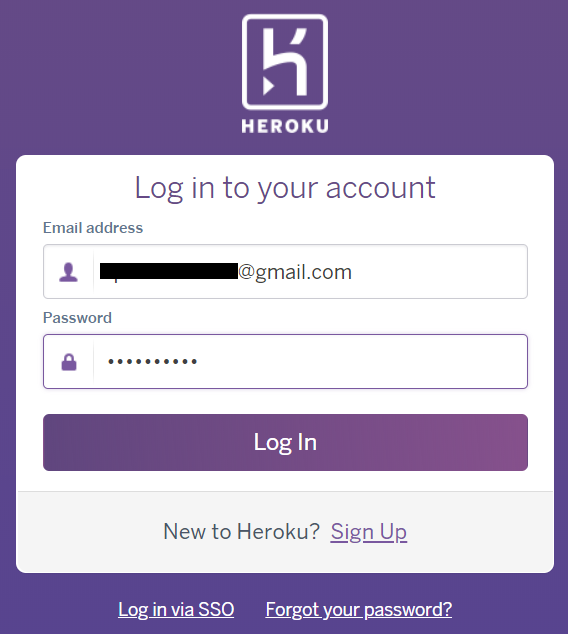 HEROKU
Log in to your account
Email address
@gmail.com
Password
••••••••••
Log In
New to Heroku? Sign Up
Log in via SSO Forgot your password?